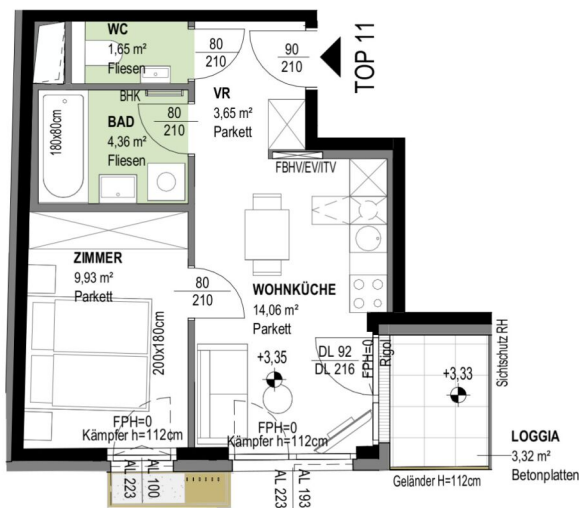 WC
1,65 m²
Fliesen
80
210
90
210
TOP 11
BHK
VR
3,65 m²
Parkett
180x80cm
BAD
4,36 m²
Fliesen
80
210
FBHV/EV/ITV
ZIMMER
9,93 m²
Parkett
80
210
WOHNKÜCHE
14,06 m²
Parkett
200x180cm
+3,35
DL 92
DL 216
FPH=0
Rigol
+3,33
Sichtschutz RH
FPH=0
Kämpfer h=112cm
FPH=0
Kämpfer h=112cm
LOGGIA
3,32 m²
Betonplatten
Geländer H=112cm
AL 100
AL 223
AL 193
AL 223